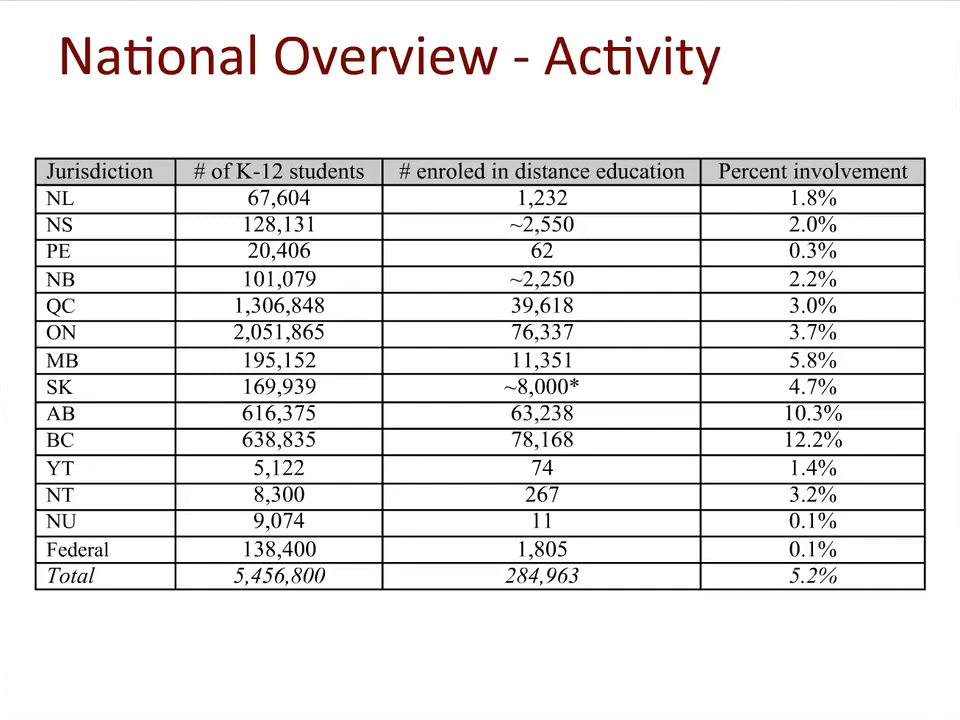 National Overview - Activity
Jurisdiction # of K-12 students # enroled in distance education Percent involvement
NL 67,604 1,232 1.8%
NS 128,131 ~2,550 2.0%
PE 20,406 62 0.3%
NB 101,079 ~2,250 2.2%
QC 1,306,848 39,618 3.0%
ON 2,051,865 76,337 3.7%
MB 195,152 11,351 5.8%
SK 169,939 ~8,000* 4.7%
AB 616,375 63,238 10.3%
BC 638,835 78,168 12.2%
YT 5,122 74 1.4%
NT 8,300 267 3.2%
NU 9,074 11 0.1%
Federal 138,400 1,805 0.1%
Total 5,456,800 284,963 5.2%